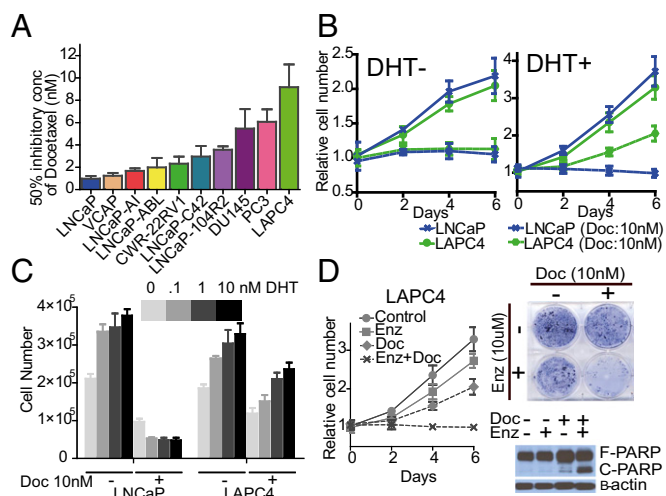 A
50% inhibitory conc
of Docetaxel (nM)
12
10
8
6
4
2
0
LNCaP
VCAP
LNCaP-AI
LNCaP-ABL
CWR-22RV1
LNCaP-C42
LNCaP-104R2
DU145
PC3
LAPC4
B
Relative cell number
DHT-
2.5
2.0
1.5
1.0
0.5
0 2 4 6
Days
DHT+
4
3
2
1
0 2 4 6
Days
LNCaP
LAPC4
LNCaP (Doc:10nM)
LAPC4 (Doc:10nM)
C
0 .1 1 10 nM DHT
Cell Number
4×10⁵
3×10⁵
2×10⁵
1×10⁵
0
Doc 10nM - + - +
LNCaP LAPC4
D
LAPC4
Control
Enz
Doc
Enz+Doc
Relative cell number
3
2
1
0 2 4 6
Days
Doc (10nM)
- +
Enz (10uM)
-
+
Doc - - + +
Enz - + - +
F-PARP
C-PARP
B-actin